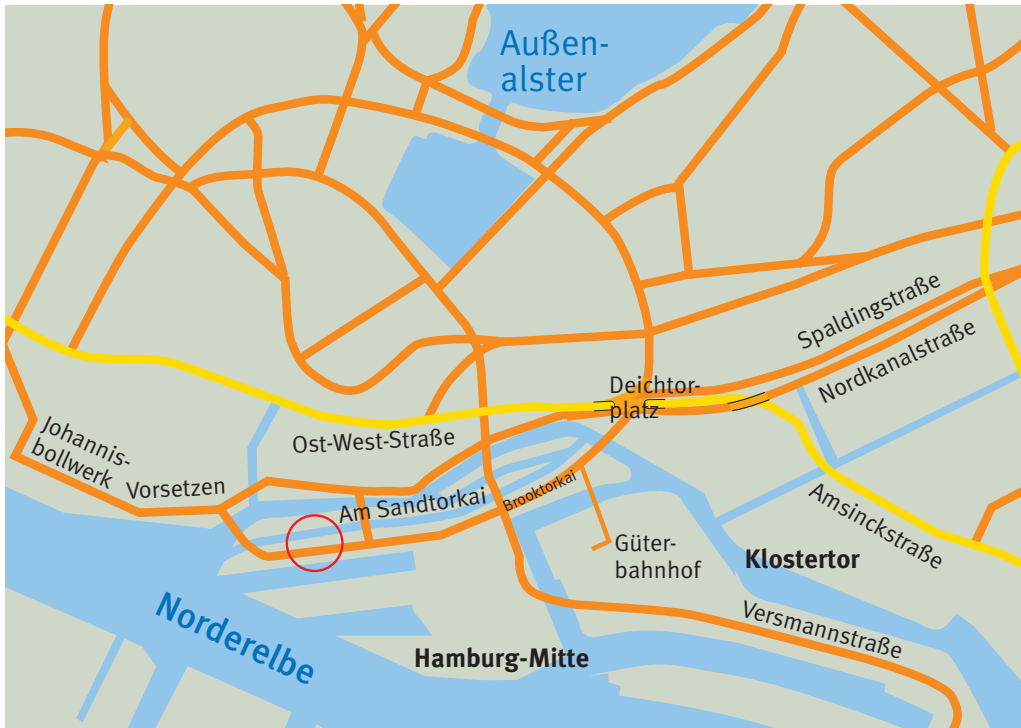 Außen-
alster
Spaldingstraße
Nordkanalstraße
Deichtor-
platz
Johannis-
bollwerk
Ost-West-Straße
Vorsetzen
Am Sandtorkai
Brooktorkai
Amsinckstraße
Güter-
bahnhof
Klostertor
Versmannstraße
Norderelbe
Hamburg-Mitte